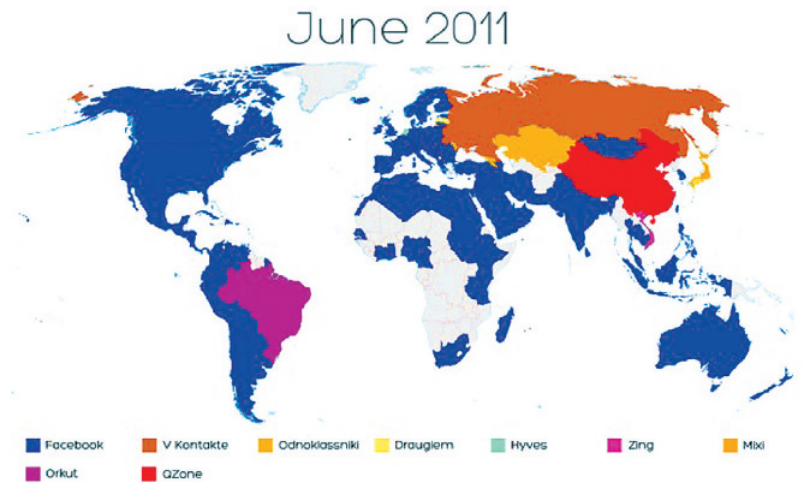 June 2011
Facebook V Kontakte Odnoklassniki Draugiem Hyves Zing Mixi
Orkut QZone